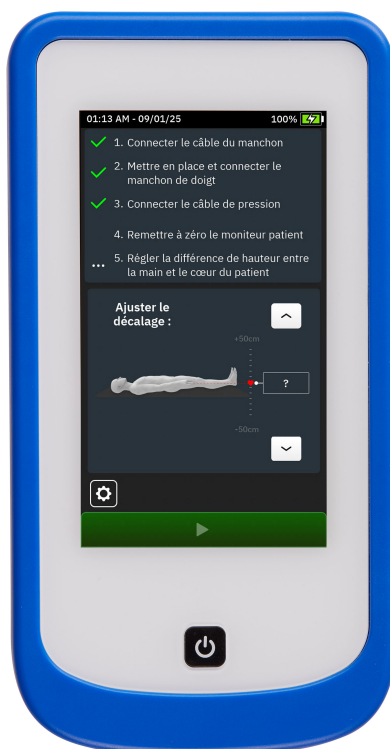 01:13 AM - 09/01/25 100%
1. Connecter le câble du manchon
2. Mettre en place et connecter le
manchon de doigt
3. Connecter le câble de pression
4. Remettre à zéro le moniteur patient
5. Régler la différence de hauteur entre
la main et le cœur du patient
Ajuster le
décalage :
+50cm
?
-50cm